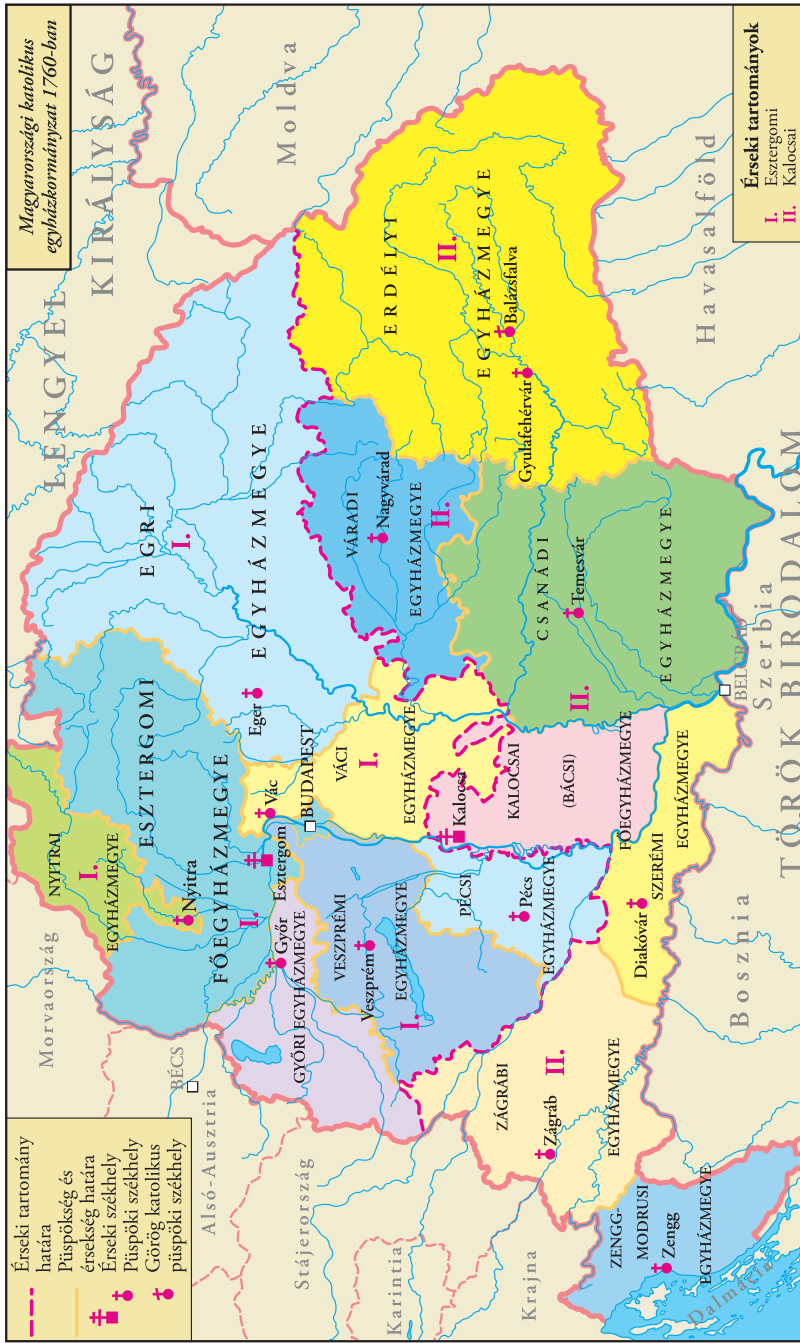 Magyarországi katolikus
egyházkormányzat 1760-ban
Érseki tartomány
határa
Püspökség és
érsekség határa
Érseki székhely
Püspöki székhely
Görög katolikus
püspöki székhely
Érseki tartományok
I. Esztergomi
II. Kalocsai
LENGYEL
KIRÁLYSÁG
Moldva
Havasalföld
Morvaország
BÉCS
Alsó-Ausztria
Stájerország
Karintia
Krajna
Dalmácia
Bosznia
Szerbia
TÖRÖK BIRODALOM
BELGRÁD
NYITRAI
EGYHÁZMEGYE
I.
Nyitra
ESZTERGOMI
FŐEGYHÁZMEGYE
I.
Esztergom
EGRI
EGYHÁZMEGYE
I.
Eger
GYŐRI EGYHÁZMEGYE
Győr
VÁCI
EGYHÁZMEGYE
I.
Vác
BUDAPEST
VESZPRÉMI
EGYHÁZMEGYE
I.
Veszprém
PÉCSI
EGYHÁZMEGYE
Pécs
KALOCSAI
(BÁCSI)
FŐEGYHÁZMEGYE
Kalocsa
VÁRADI
EGYHÁZMEGYE
II.
Nagyvárad
ERDÉLYI
EGYHÁZMEGYE
II.
Balázsfalva
Gyulafehérvár
CSANÁDI
EGYHÁZMEGYE
II.
Temesvár
SZERÉMI
EGYHÁZMEGYE
Diakóvár
ZÁGRÁBI
EGYHÁZMEGYE
II.
Zágráb
ZENGG-
MODRUSI
EGYHÁZMEGYE
Zengg